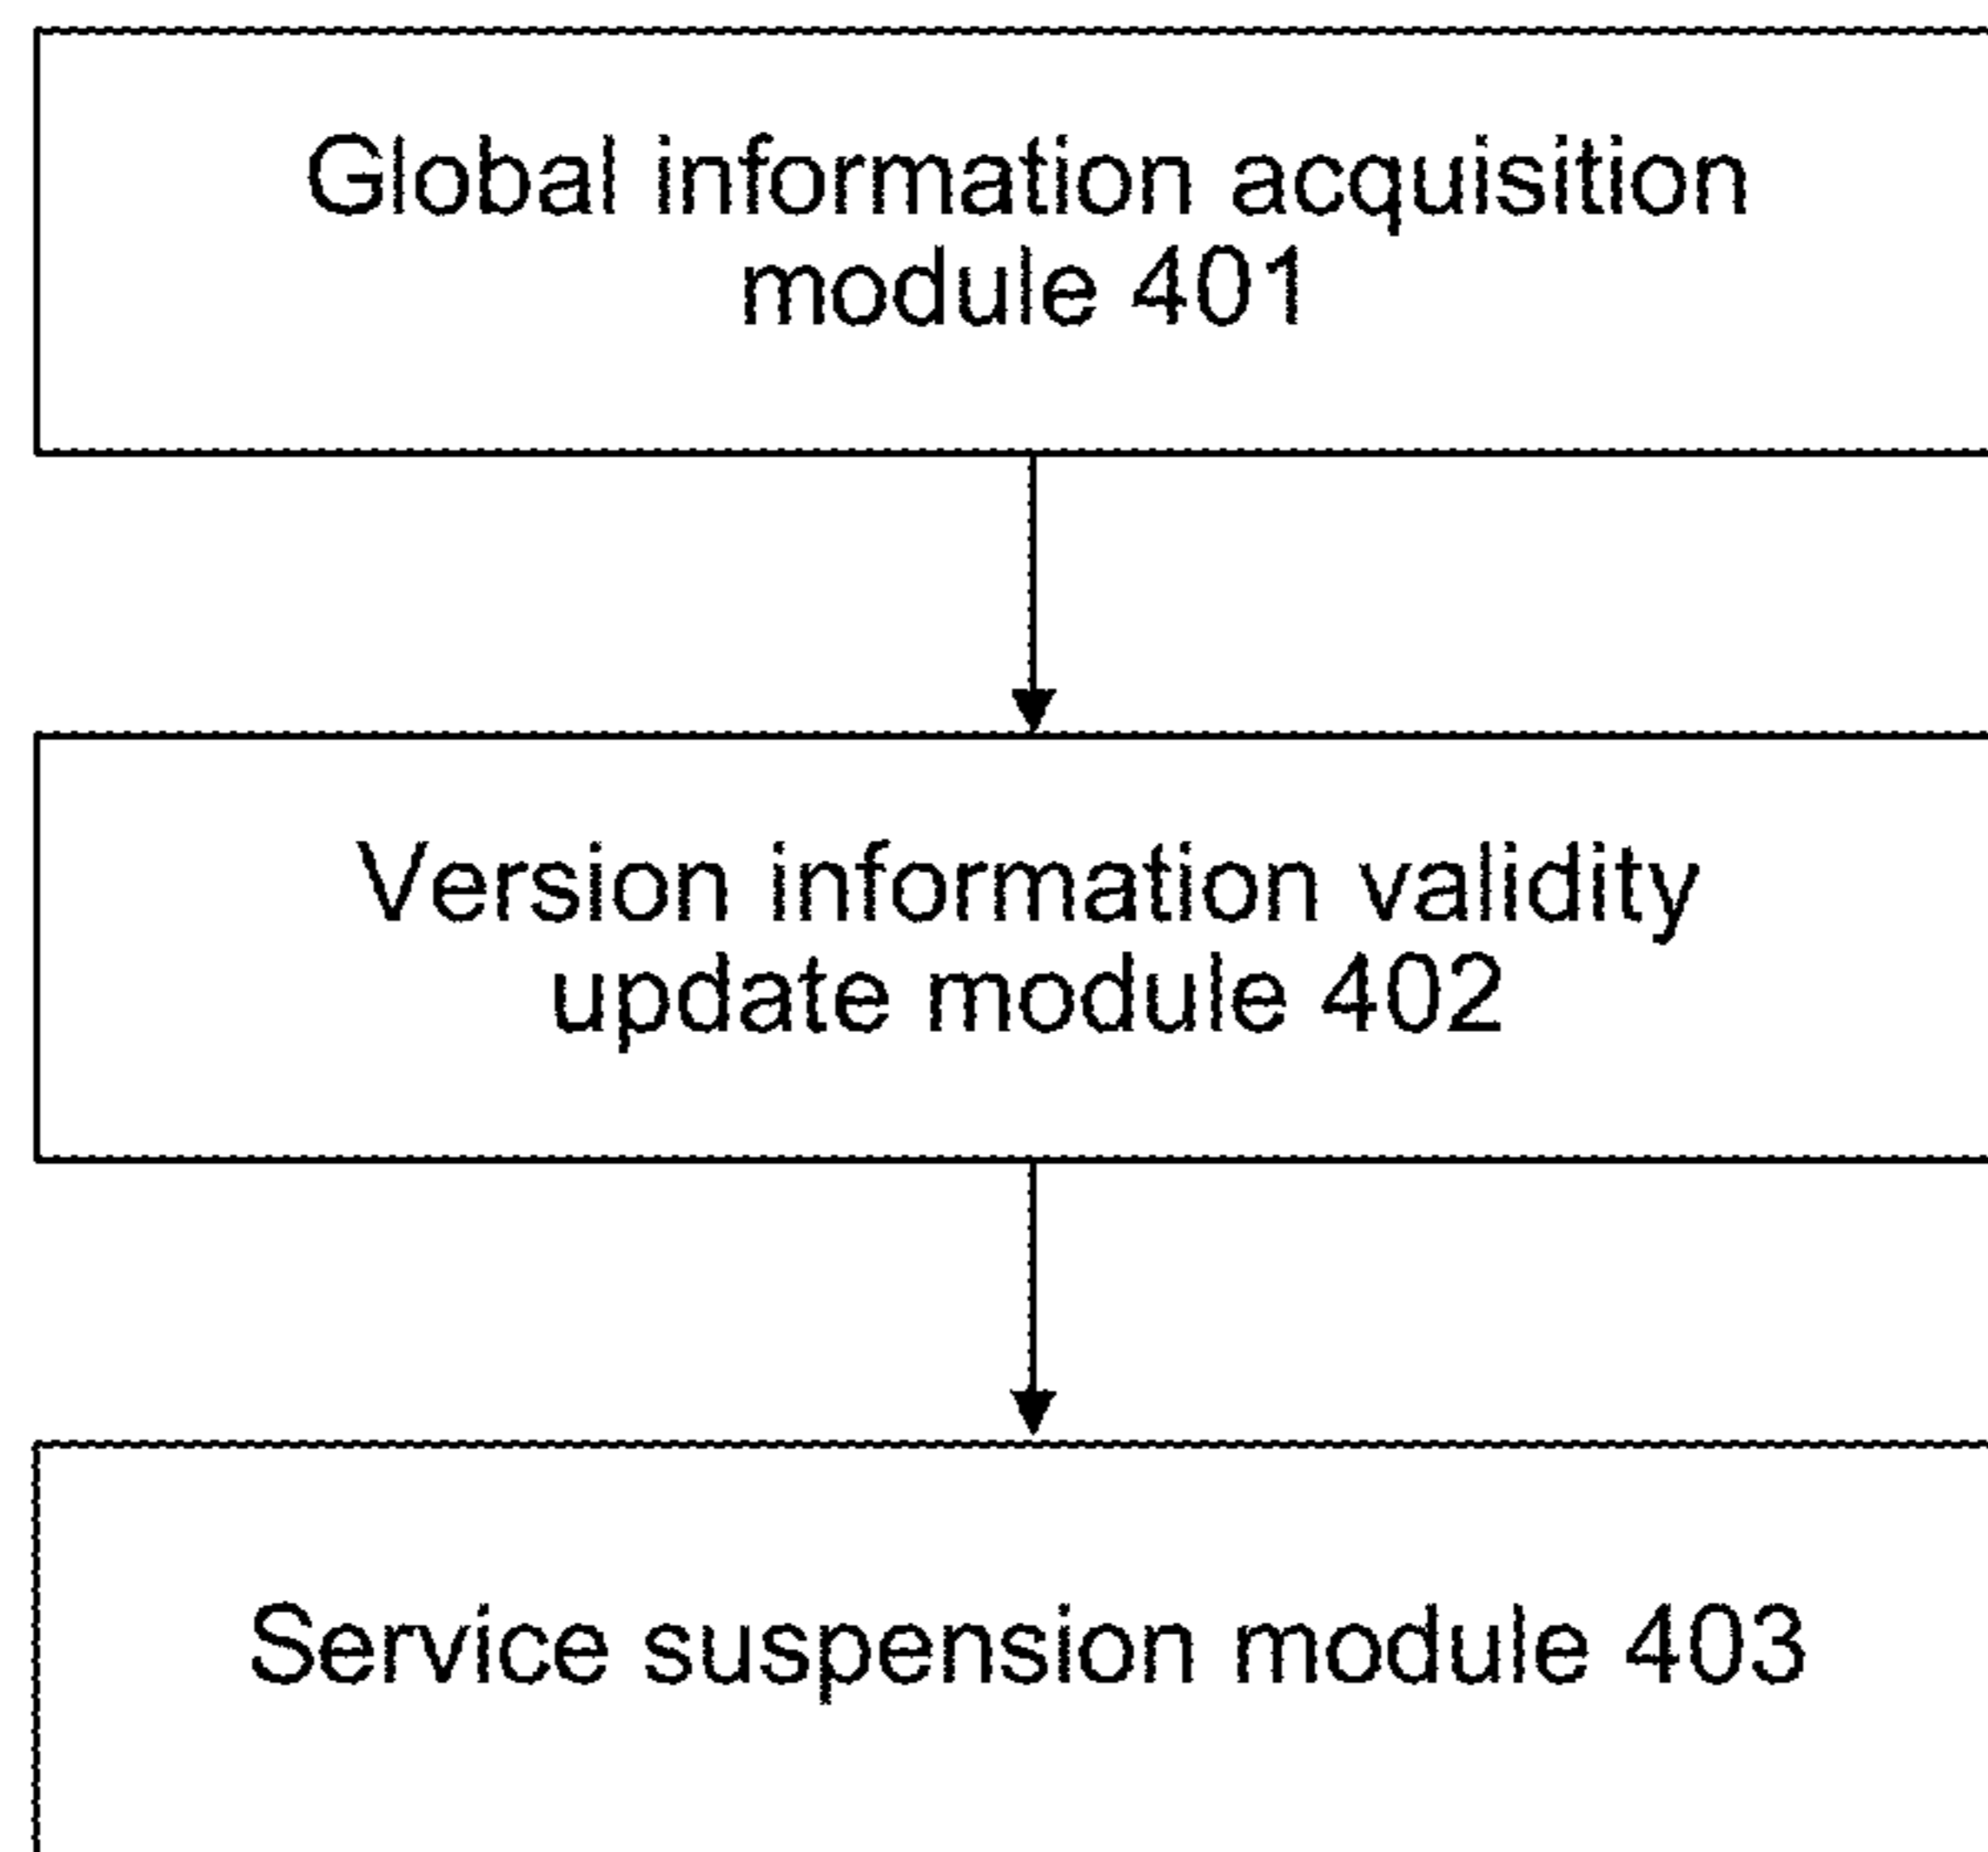 Global information acquisition
module 401
Version information validity
update module 402
Service suspension module 403